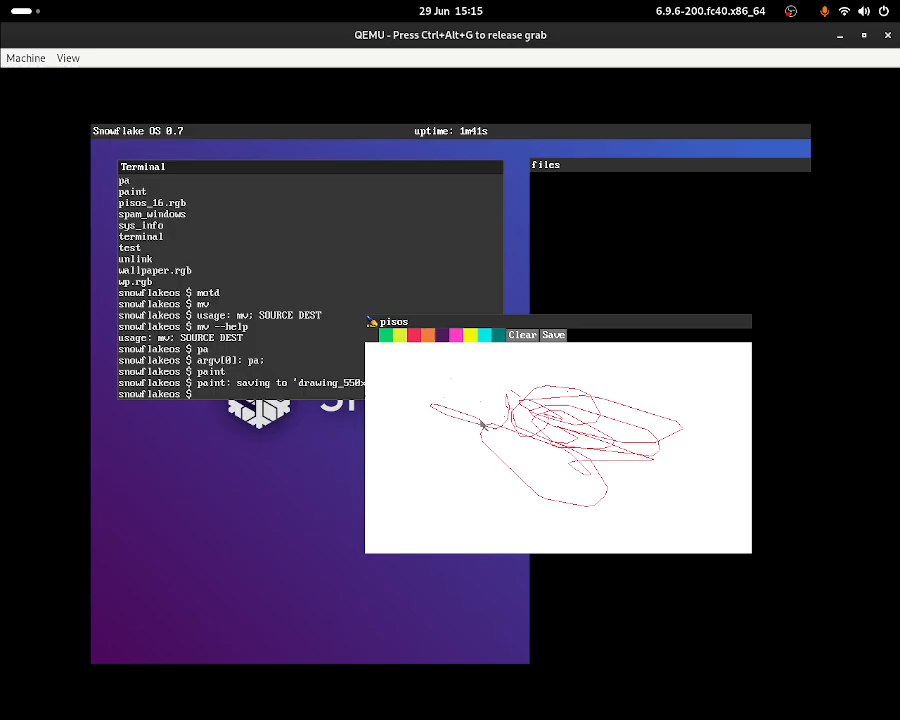 29 Jun 15:15
6.9.6-200.fc40.x86_64
QEMU - Press Ctrl+Alt+G to release grab
Machine View
Snowflake OS 0.7
uptime: 1m41s
Terminal
pa
paint
pisos_16.rgb
spam_windows
sys_info
terminal
test
unlink
wallpaper.rgb
wp.rgb
snowflakeos $ motd
snowflakeos $ mv
snowflakeos $ usage: mv; SOURCE DEST
snowflakeos $ mv --help
usage: mv; SOURCE DEST
snowflakeos $ pa
snowflakeos $ argv[0]: pa;
snowflakeos $ paint
snowflakeos $ paint: saving to 'drawing_550x
snowflakeos $
files
pisos
Clear Save